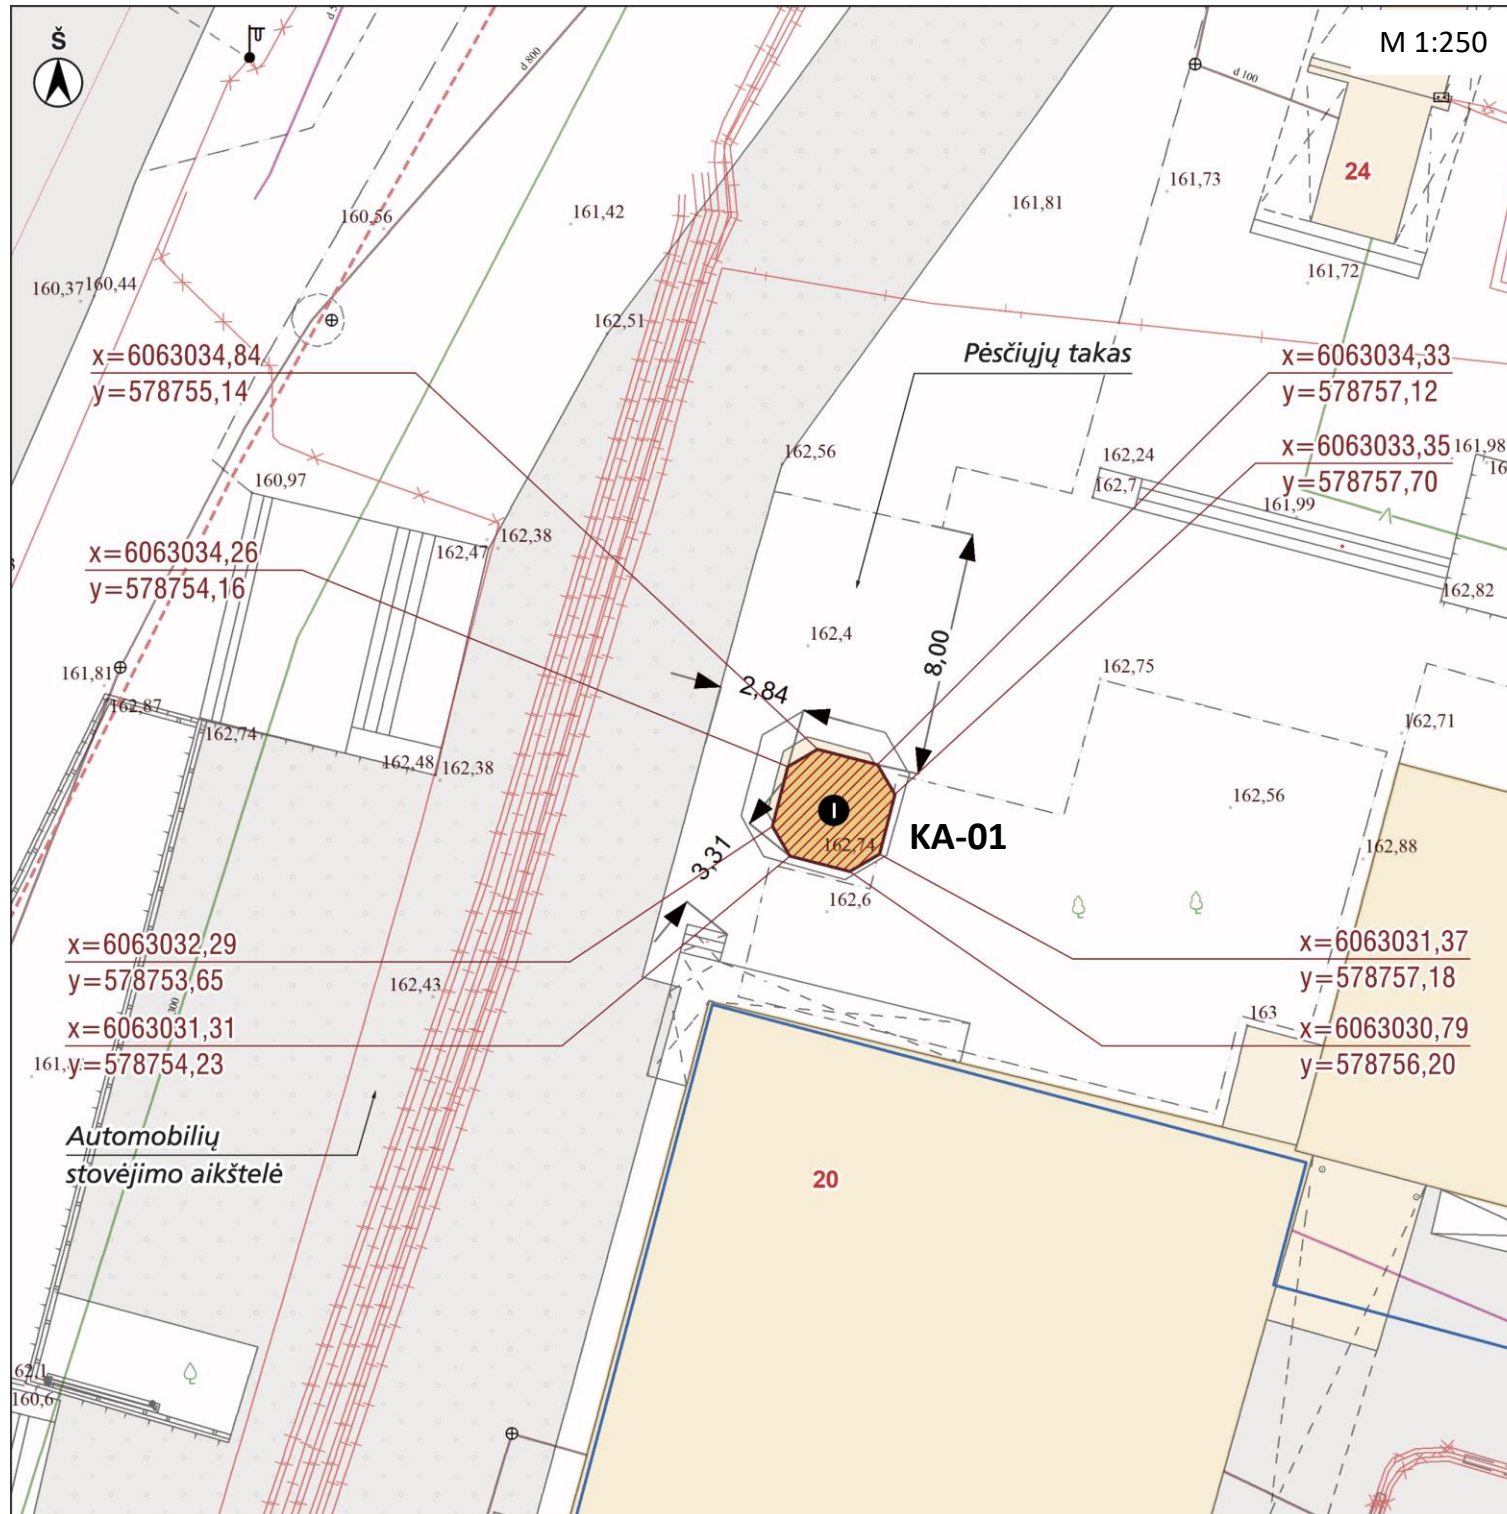 M 1:250
Š
d 800
d 100
24
161,73
161,81
161,42
160,56
161,72
160,37
160,44
162,51
x=6063034,84
y=578755,14
Pėsčiųjų takas
x=6063034,33
y=578757,12
x=6063033,35
y=578757,70
161,98
162,56
162,24
162,7
161,99
160,97
162,38
162,47
x=6063034,26
y=578754,16
162,82
162,4
8,00
162,75
161,81
2,84
162,87
162,74
162,71
162,48
162,38
162,56
I
KA-01
162,74
162,88
3,31
162,6
x=6063032,29
y=578753,65
x=6063031,37
y=578757,18
162,43
300
163
x=6063031,31
y=578754,23
x=6063030,79
y=578756,20
161,
Automobilių
stovėjimo aikštelė
20
62,1
160,6